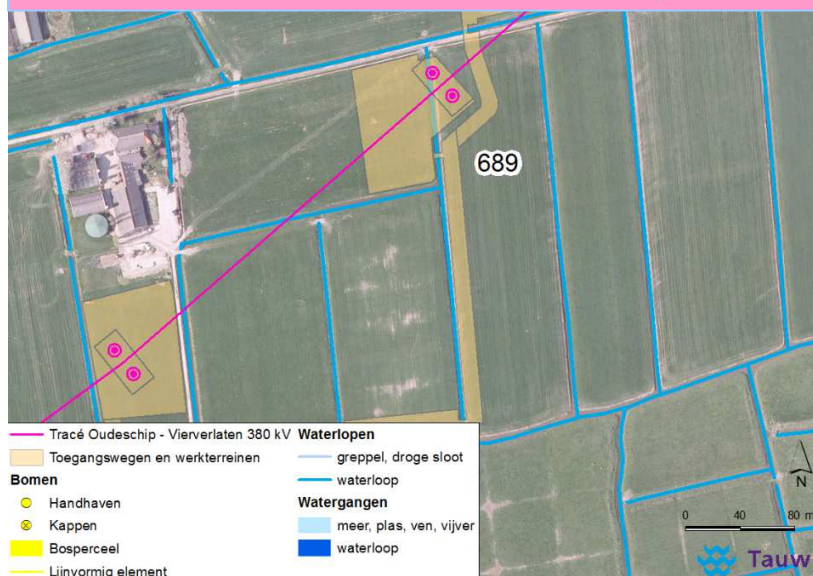 689
Tracé Oudeschip - Vierverlaten 380 kV
Toegangswegen en werkterreinen
Bomen
Handhaven
Kappen
Bosperceel
Lijnvormig element
Waterlopen
greppel, droge sloot
waterloop
Watergangen
meer, plas, ven, vijver
waterloop
N
0 40 80 m
Tauw